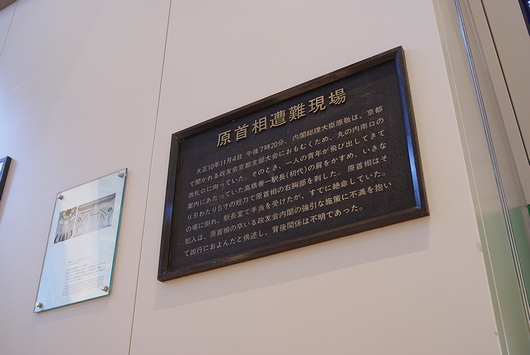 原首相遭難現場
大正10年11月4日 午後7時20分、内閣総理大臣原敬は、京都
で開かれる政友会京都支部大会におもむくため、丸の内南口の
改札口に向っていた。そのとき、一人の青年が飛び出してきて
案内にあたっていた高橋善一駅長(初代)の肩をかすめ、いきな
り刃わたり5寸の短刀で原首相の右胸部を刺した。原首相はそ
の場に倒れ、駅長室で手当を受けたが、すでに絶命していた。
犯人は、原首相の率いる政友会内閣の強引な施策に不満を抱い
て凶行におよんだと供述し、背後関係は不明であった。